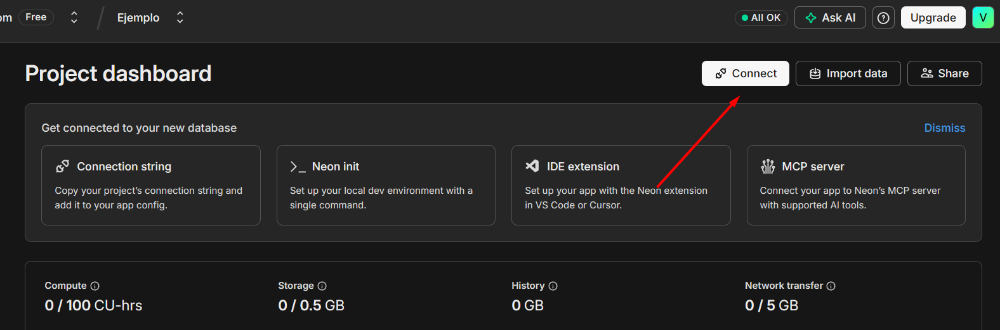 om Free Ejemplo All OK Ask AI Upgrade V
Project dashboard Connect Import data Share
Get connected to your new database Dismiss
Connection string
Copy your project’s connection string and
add it to your app config.
Neon init
Set up your local dev environment with a
single command.
IDE extension
Set up your app with the Neon extension
in VS Code or Cursor.
MCP server
Connect your app to Neon’s MCP server
with supported AI tools.
Compute
0 / 100 CU-hrs
Storage
0 / 0.5 GB
History
0 GB
Network transfer
0 / 5 GB